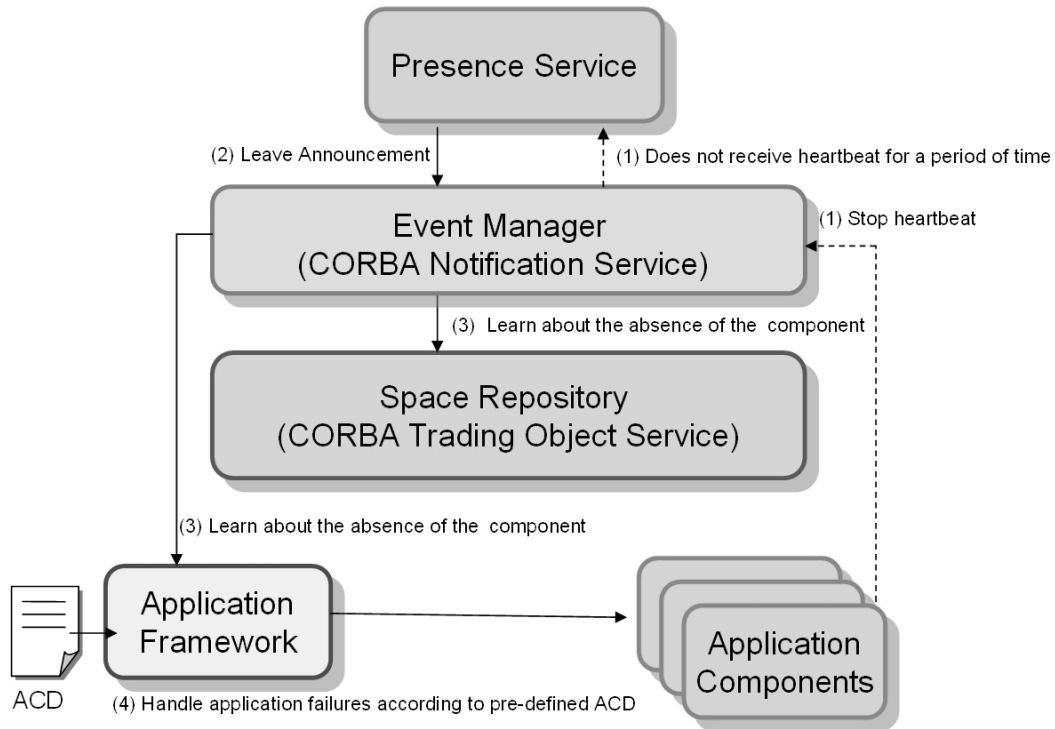 Presence Service
(2) Leave Announcement
(1) Does not receive heartbeat for a period of time
(1) Stop heartbeat
Event Manager
(CORBA Notification Service)
(3) Learn about the absence of the component
Space Repository
(CORBA Trading Object Service)
(3) Learn about the absence of the component
Application
Framework
ACD
Application
Components
(4) Handle application failures according to pre-defined ACD